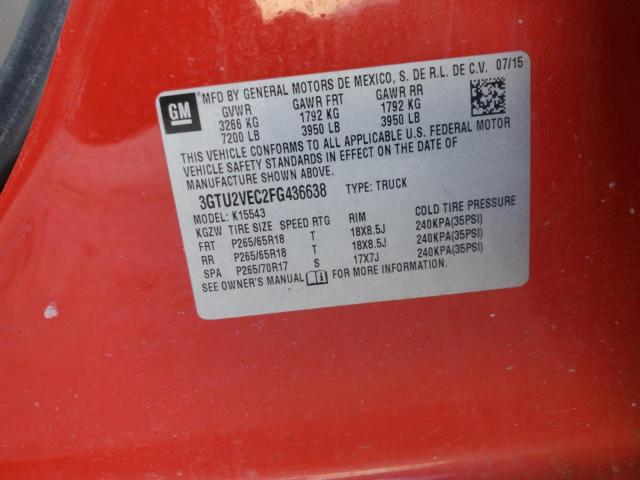 GM
MFD BY GENERAL MOTORS DE MEXICO, S. DE R.L. DE C.V. 07/15
GVWR GAWR FRT GAWR RR
3266 KG 1792 KG 1792 KG
7200 LB 3950 LB 3950 LB
THIS VEHICLE CONFORMS TO ALL APPLICABLE U.S. FEDERAL MOTOR
VEHICLE SAFETY STANDARDS IN EFFECT ON THE DATE OF
MANUFACTURE SHOWN ABOVE.
3GTU2VEC2FG436638 TYPE: TRUCK
MODEL: K15543
KGZW TIRE SIZE SPEED RTG RIM COLD TIRE PRESSURE
FRT P265/65R18 T 18X8.5J 240KPA(35PSI)
RR P265/65R18 T 18X8.5J 240KPA(35PSI)
SPA P265/70R17 S 17X7J 240KPA(35PSI)
SEE OWNER'S MANUAL FOR MORE INFORMATION.